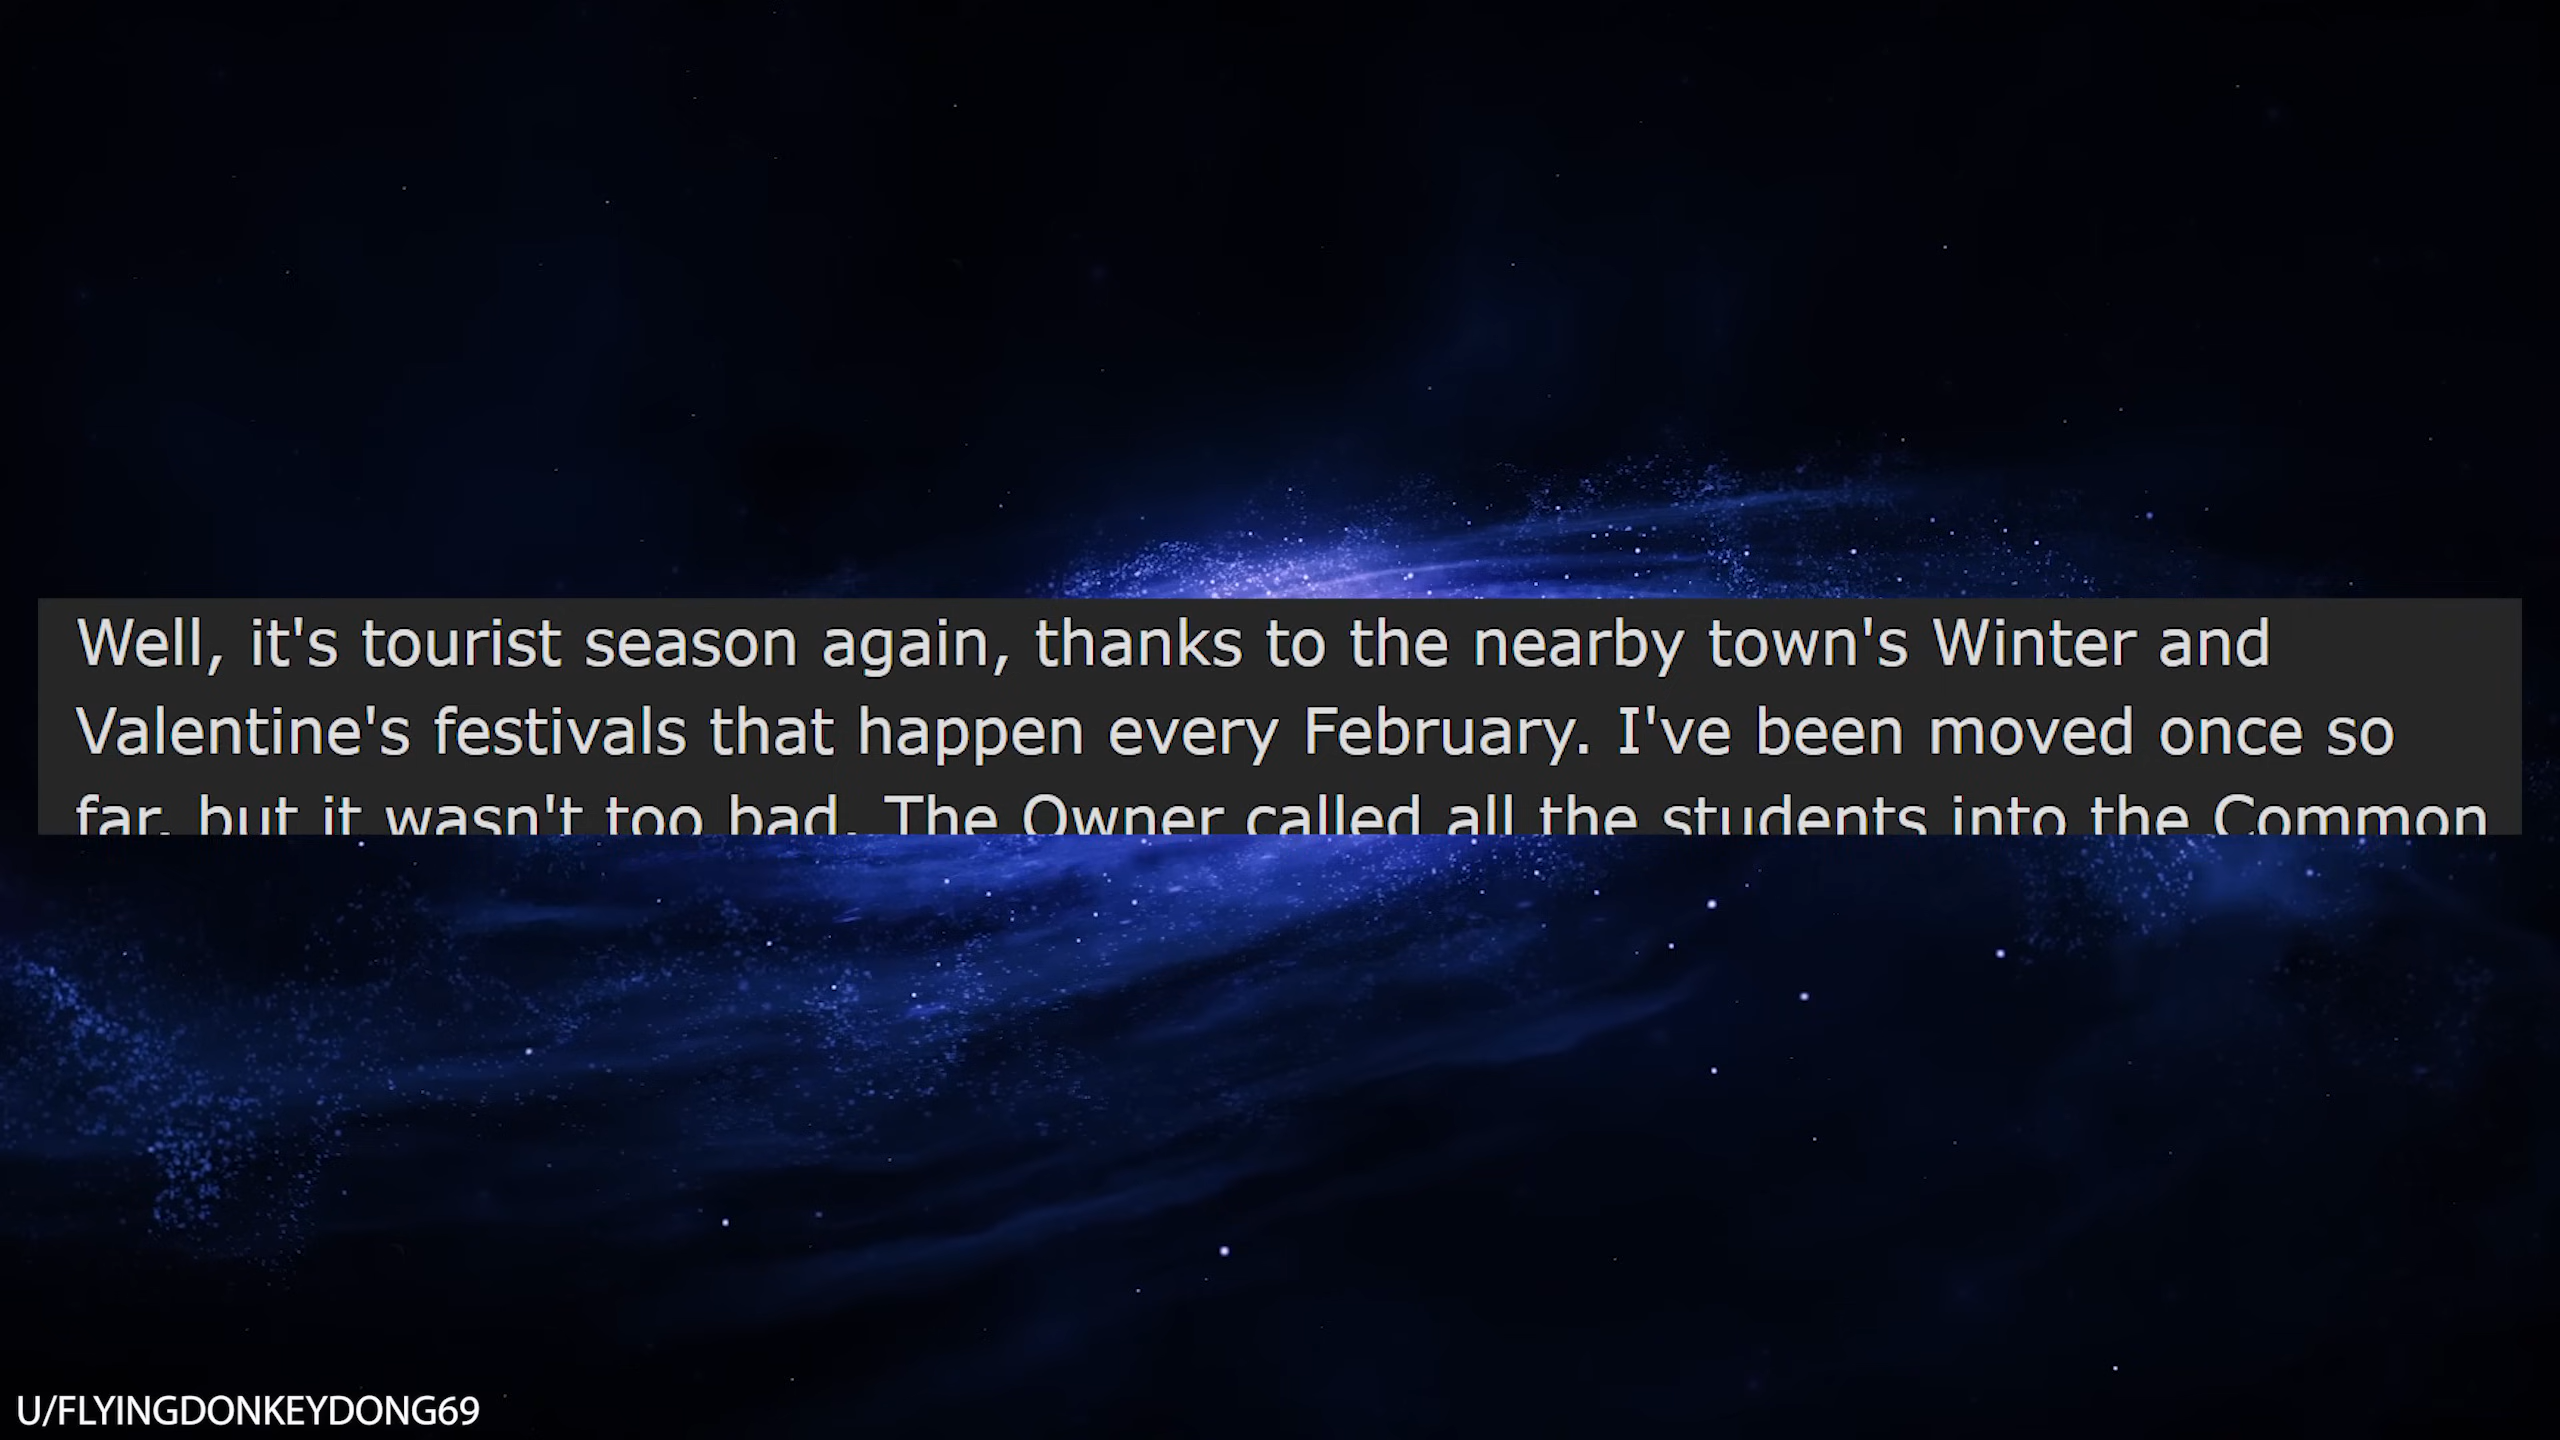 Well, it's tourist season again, thanks to the nearby town's Winter and
Valentine's festivals that happen every February. I've been moved once so
far, but it wasn't too bad. The Owner called all the students into the Common
U/FLYINGDONKEYDONG69